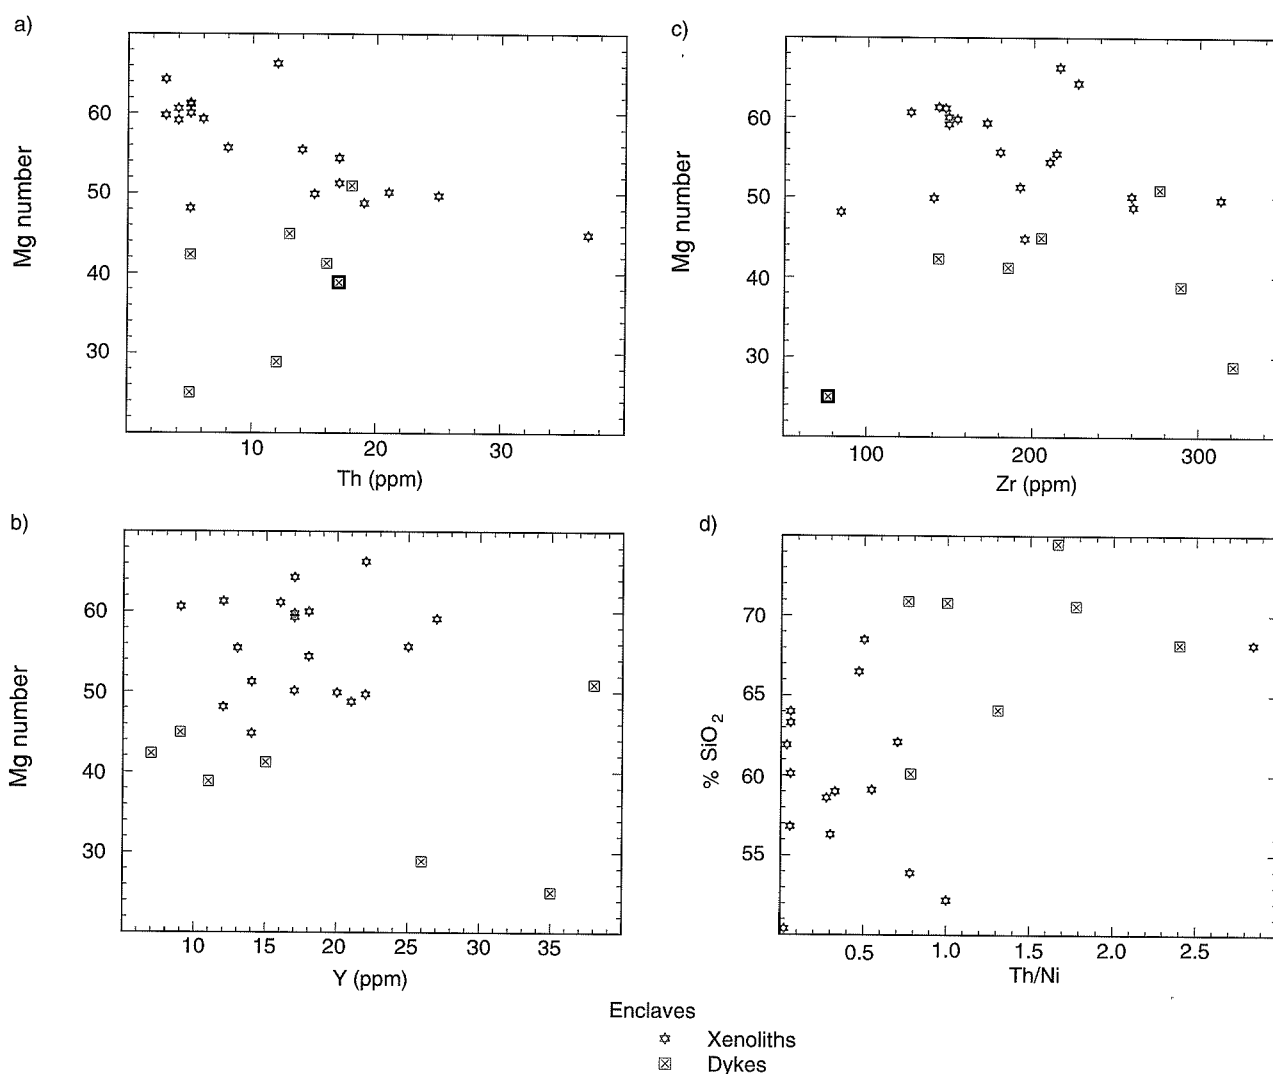 a)
60
50
40
30
Mg number
10
20
30
Th (ppm)
c)
60
50
40
30
Mg number
100
200
300
Zr (ppm)
b)
60
50
40
30
Mg number
10
15
20
25
30
35
Y (ppm)
d)
70
65
60
55
% SiO2
0.5
1.0
1.5
2.0
2.5
Th/Ni
Enclaves
Xenoliths
Dykes